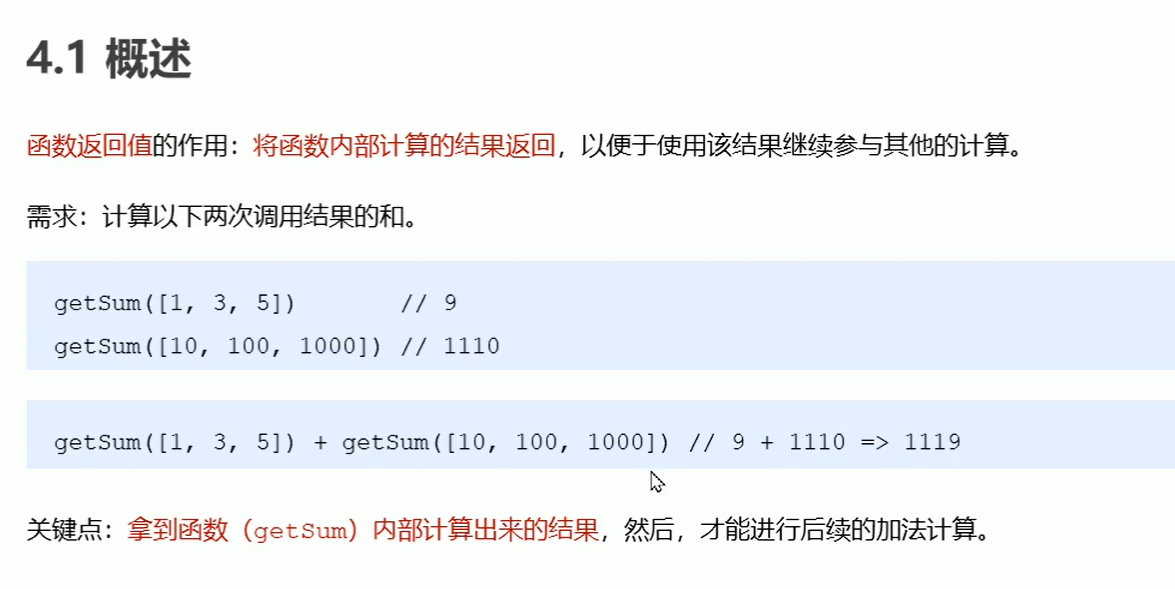 4.1 概述
函数返回值的作用：将函数内部计算的结果返回，以便于使用该结果继续参与其他的计算。
需求：计算以下两次调用结果的和。
getSum([1, 3, 5])       // 9
getSum([10, 100, 1000]) // 1110
getSum([1, 3, 5]) + getSum([10, 100, 1000]) // 9 + 1110 => 1119
关键点：拿到函数（getSum）内部计算出来的结果，然后，才能进行后续的加法计算。